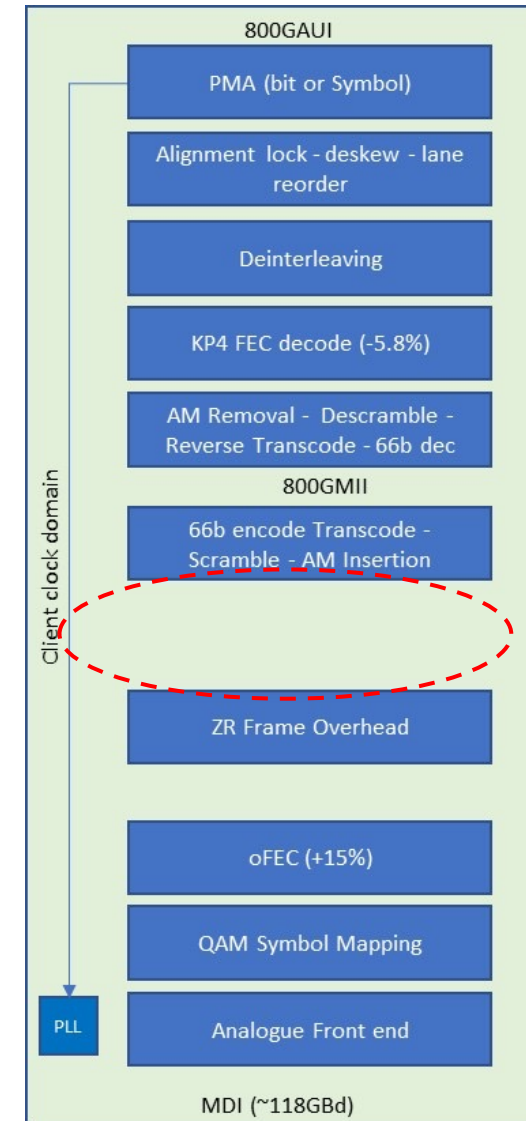 800GAUI
PMA (bit or Symbol)
Alignment lock - deskew - lane
reorder
Deinterleaving
KP4 FEC decode (-5.8%)
AM Removal - Descramble -
Reverse Transcode - 66b dec
800GMII
66b encode Transcode -
Scramble - AM Insertion
Client clock domain
ZR Frame Overhead
oFEC (+15%)
QAM Symbol Mapping
PLL
Analogue Front end
MDI (~118GBd)